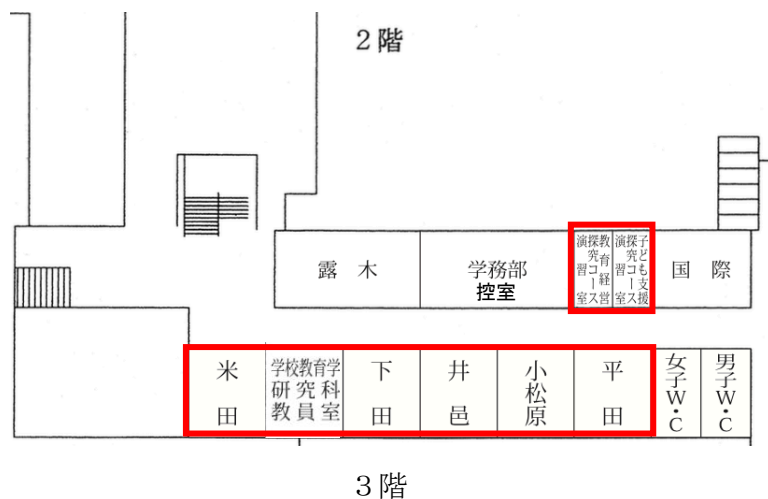 ２階
露木
学務部
控室
教育経営
探究コース
演習室
子ども支援
探究コース
演習室
国際
米田
学校教育学
研究科
教員室
下田
井邑
小松原
平田
女子W・C
男子W・C
３階